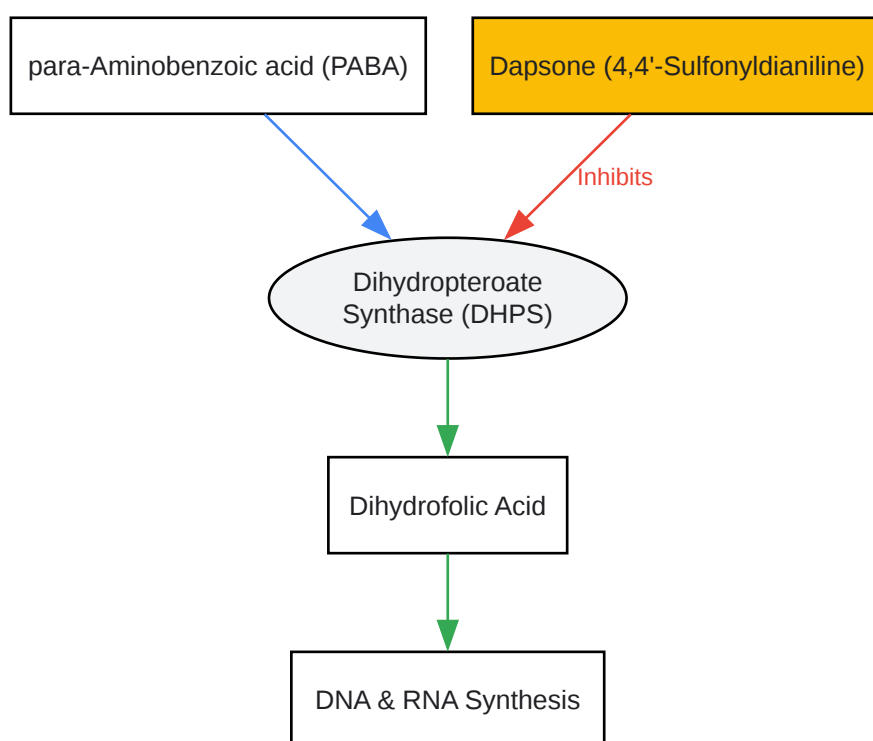 para-Aminobenzoic acid (PABA)
Dapsone (4,4'-Sulfonyldianiline)
Inhibits
Dihydropteroate
Synthase (DHPS)
Dihydrofolic Acid
DNA & RNA Synthesis